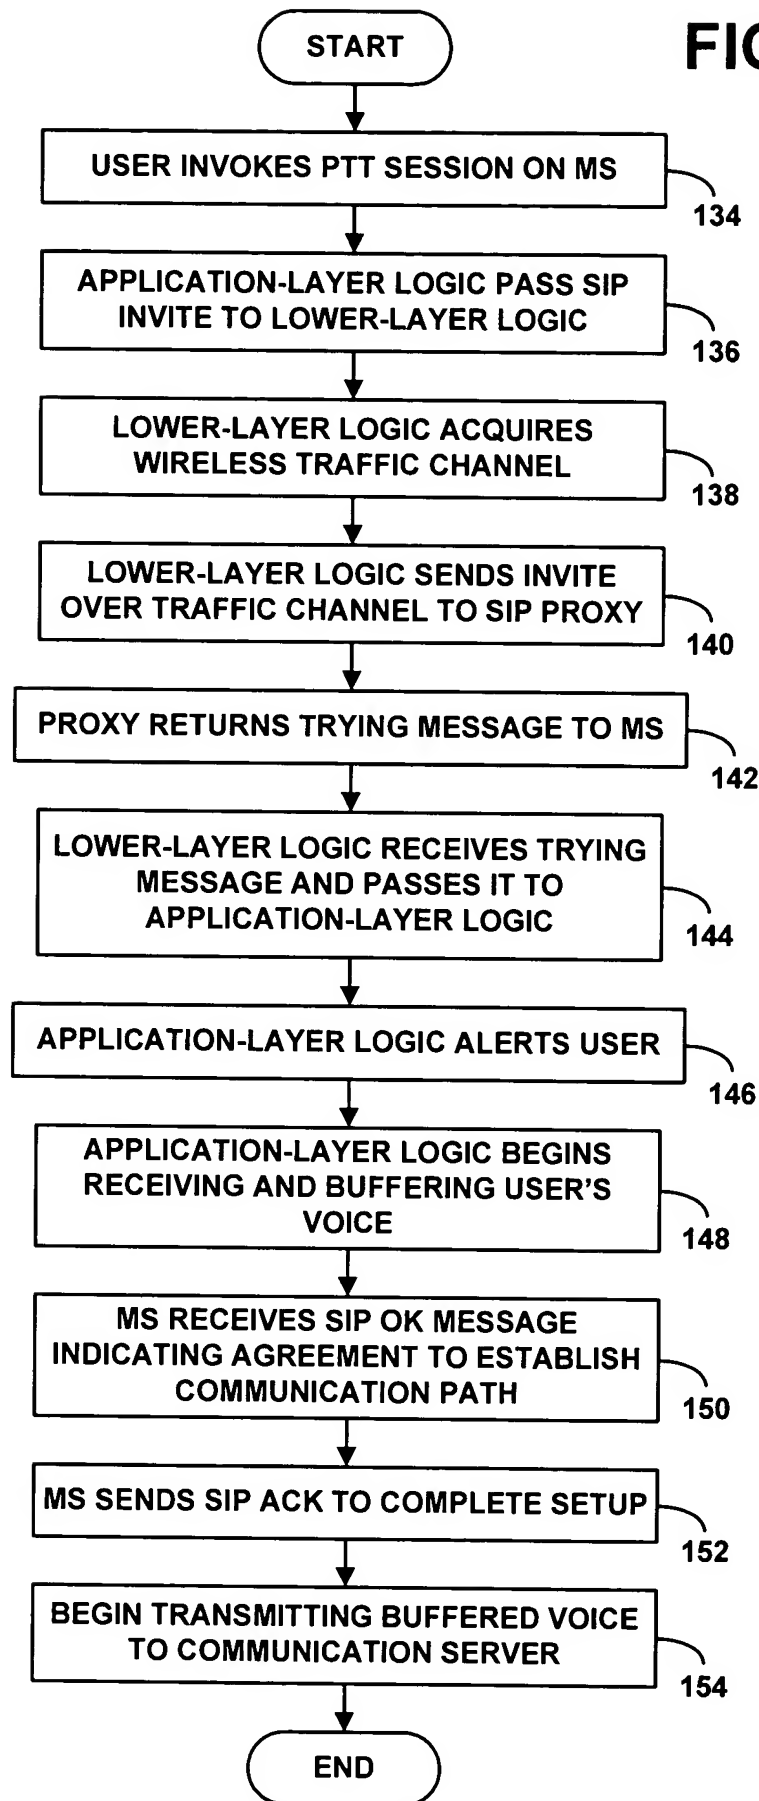 START
USER INVOKES PTT SESSION ON MS
134
APPLICATION-LAYER LOGIC PASS SIP
INVITE TO LOWER-LAYER LOGIC
136
LOWER-LAYER LOGIC ACQUIRES
WIRELESS TRAFFIC CHANNEL
138
LOWER-LAYER LOGIC SENDS INVITE
OVER TRAFFIC CHANNEL TO SIP PROXY
140
PROXY RETURNS TRYING MESSAGE TO MS
142
LOWER-LAYER LOGIC RECEIVES TRYING
MESSAGE AND PASSES IT TO
APPLICATION-LAYER LOGIC
144
APPLICATION-LAYER LOGIC ALERTS USER
146
APPLICATION-LAYER LOGIC BEGINS
RECEIVING AND BUFFERING USER'S
VOICE
148
MS RECEIVES SIP OK MESSAGE
INDICATING AGREEMENT TO ESTABLISH
COMMUNICATION PATH
150
MS SENDS SIP ACK TO COMPLETE SETUP
152
BEGIN TRANSMITTING BUFFERED VOICE
TO COMMUNICATION SERVER
154
END